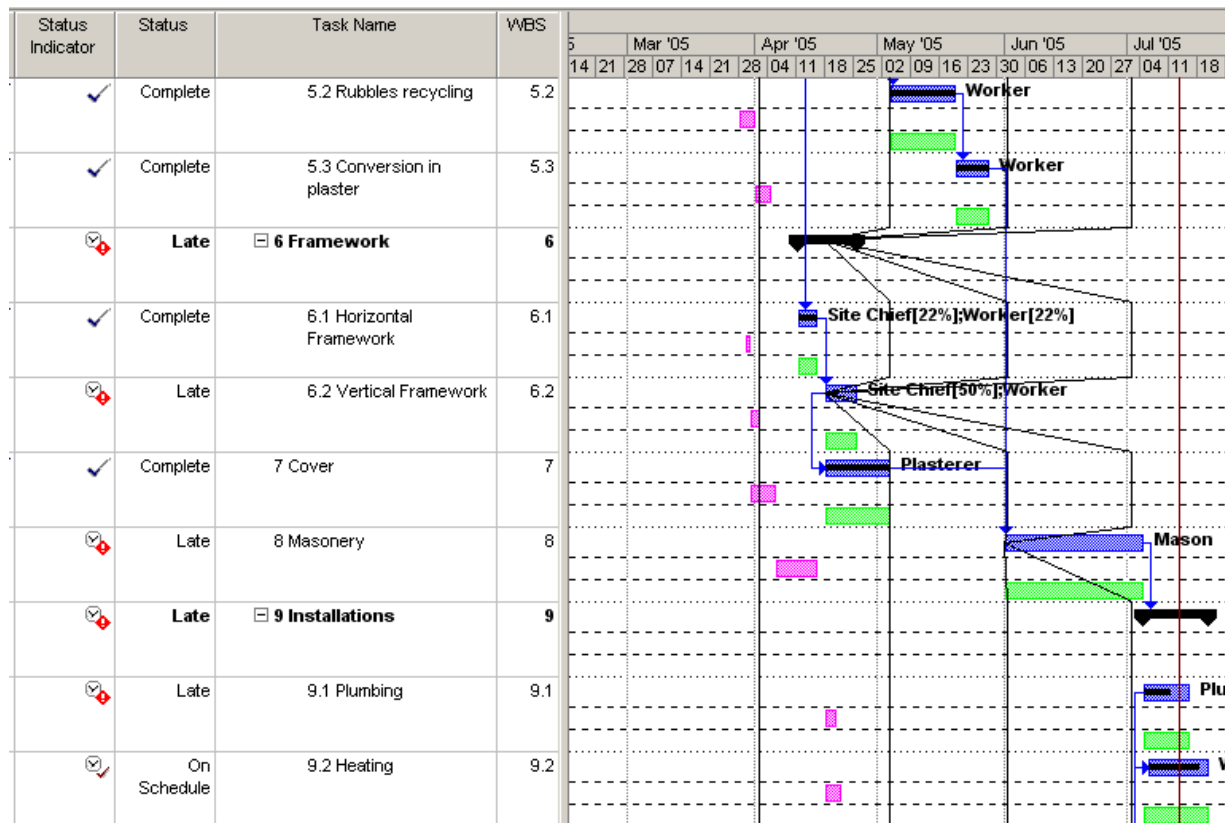 Status Indicator Status Task Name WBS
5 Mar '05 Apr '05 May '05 Jun '05 Jul '05
14 21 28 07 14 21 28 04 11 18 25 02 09 16 23 30 06 13 20 27 04 11 18
Complete 5.2 Rubbles recycling 5.2 Worker
Complete 5.3 Conversion in plaster 5.3 Worker
Late 6 Framework 6
Complete 6.1 Horizontal Framework 6.1 Site Chief[22%];Worker[22%]
Late 6.2 Vertical Framework 6.2 Site Chief[50%];Worker
Complete 7 Cover 7 Plasterer
Late 8 Masonery 8 Mason
Late 9 Installations 9
Late 9.1 Plumbing 9.1 Plu
On Schedule 9.2 Heating 9.2